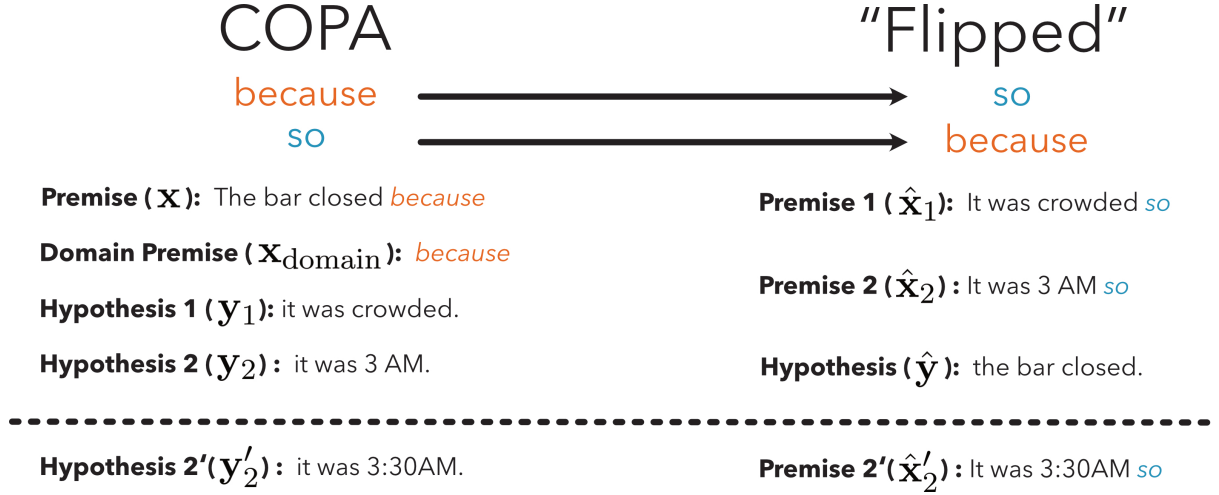 COPA
because
so
Premise (x): The bar closed because
Domain Premise (x_domain): because
Hypothesis 1 (y₁): it was crowded.
Hypothesis 2 (y₂) : it was 3 AM.
Hypothesis 2′(y′₂) : it was 3:30AM.
“Flipped”
so
because
Premise 1 (x̂₁): It was crowded so
Premise 2 (x̂₂) : It was 3 AM so
Hypothesis (ŷ): the bar closed.
Premise 2′(x̂′₂) : It was 3:30AM so